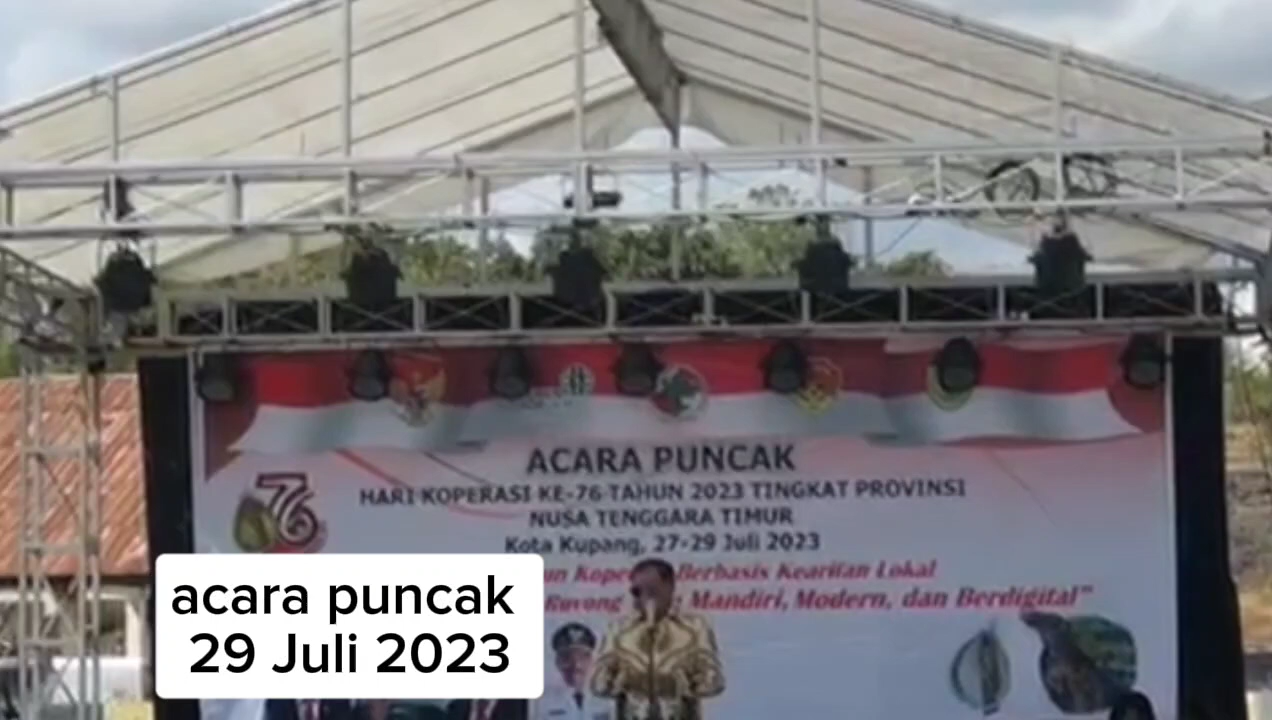 ACARA PUNCAK
HARI KOPERASI KE-76 TAHUN 2023 TINGKAT PROVINSI
NUSA TENGGARA TIMUR
Kota Kupang, 27-29 Juli 2023
Berbasis Kearifan Lokal
Mandiri, Modern, dan Berdigital"
76
acara puncak
29 Juli 2023